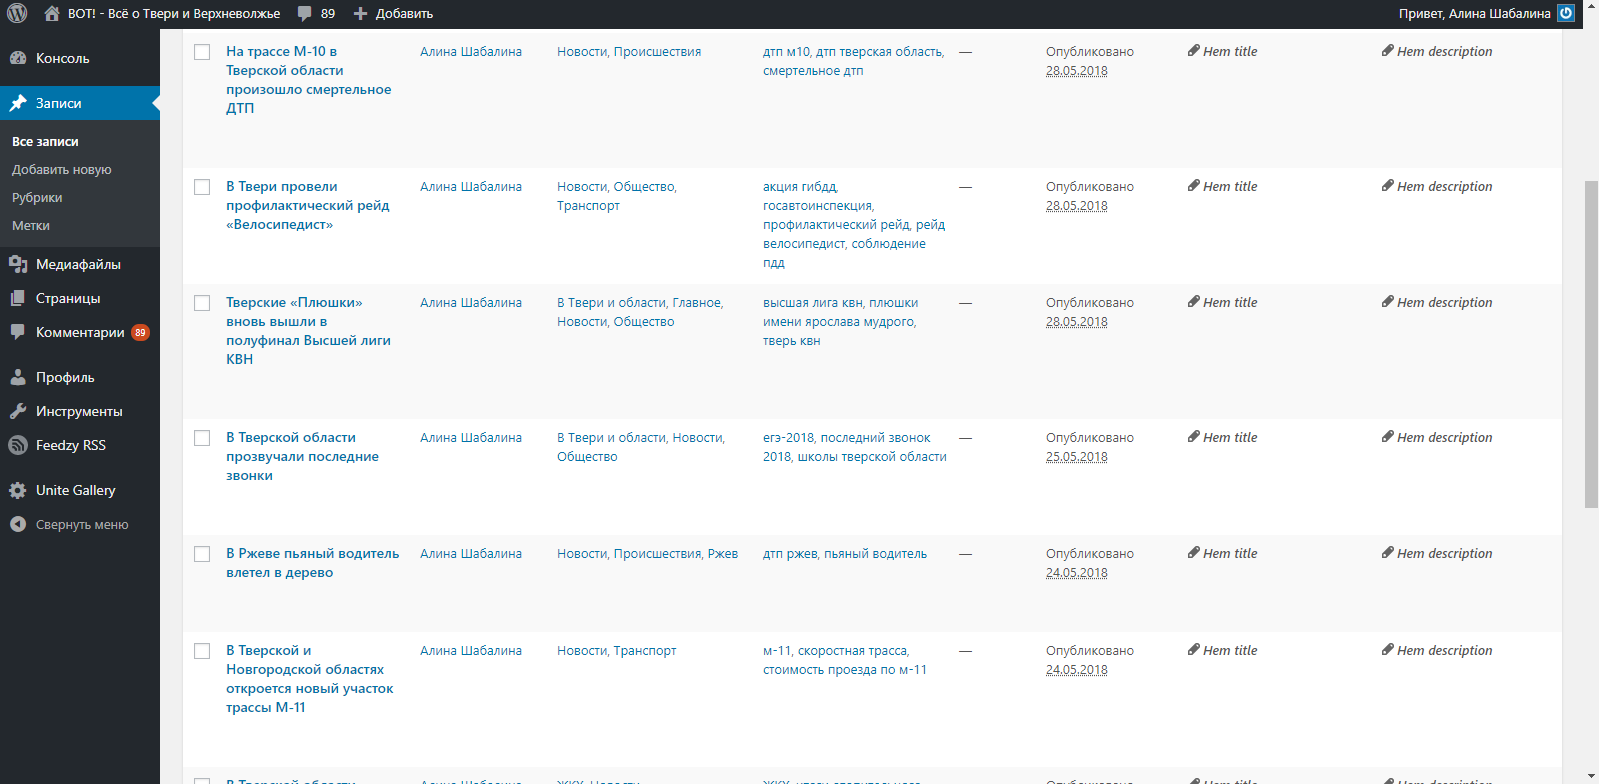 ВОТ! - Всё о Твери и Верхневолжье
89
Добавить
Привет, Алина Шабалина
Консоль
Записи
Все записи
Добавить новую
Рубрики
Метки
Медиафайлы
Страницы
Комментарии 89
Профиль
Инструменты
Feedzy RSS
Unite Gallery
Свернуть меню
На трассе М-10 в
Тверской области
произошло смертельное
ДТП
Алина Шабалина
Новости, Происшествия
дтп м10, дтп тверская область,
смертельное дтп
—
Опубликовано
28.05.2018
Нет title
Нет description
В Твери провели
профилактический рейд
«Велосипедист»
Алина Шабалина
Новости, Общество,
Транспорт
акция гибдд,
госавтоинспекция,
профилактический рейд, рейд
велосипедист, соблюдение
пдд
—
Опубликовано
28.05.2018
Нет title
Нет description
Тверские «Плюшки»
вновь вышли в
полуфинал Высшей лиги
КВН
Алина Шабалина
В Твери и области, Главное,
Новости, Общество
высшая лига квн, плюшки
имени ярослава мудрого,
тверь квн
—
Опубликовано
28.05.2018
Нет title
Нет description
В Тверской области
прозвучали последние
звонки
Алина Шабалина
В Твери и области, Новости,
Общество
егэ-2018, последний звонок
2018, школы тверской области
—
Опубликовано
25.05.2018
Нет title
Нет description
В Ржеве пьяный водитель
влетел в дерево
Алина Шабалина
Новости, Происшествия, Ржев
дтп ржев, пьяный водитель
—
Опубликовано
24.05.2018
Нет title
Нет description
В Тверской и
Новгородской областях
откроется новый участок
трассы М-11
Алина Шабалина
Новости, Транспорт
м-11, скоростная трасса,
стоимость проезда по м-11
—
Опубликовано
24.05.2018
Нет title
Нет description
В Тверской области
Алина Шабалина
ЖКХ, Новости